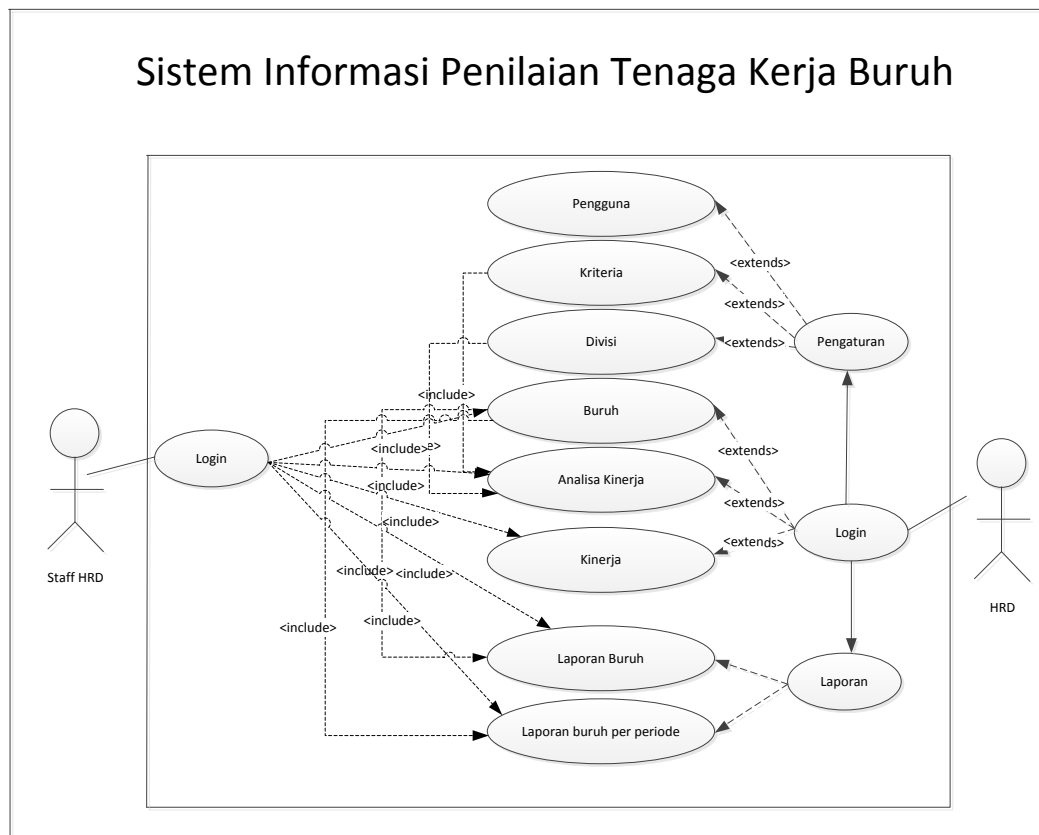 Sistem Informasi Penilaian Tenaga Kerja Buruh
Pengguna
<extends>
Kriteria
<extends>
Divisi
<extends>
Pengaturan
<include>
Buruh
<include>
e>
Login
<extends>
Analisa Kinerja
<include>
<extends>
<include>
<extends>
Login
Kinerja
Staff HRD
HRD
<include>
<include>
<include>
<include>
Laporan Buruh
Laporan
Laporan buruh per periode